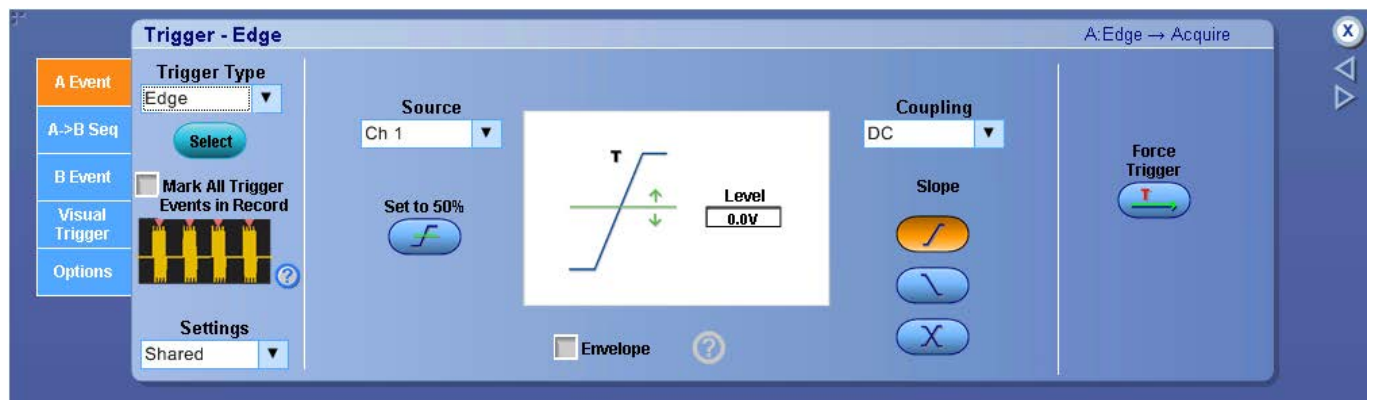 Trigger - Edge
A:Edge → Acquire
X
A Event
A->B Seq
B Event
Visual
Trigger
Options
Trigger Type
Edge
Select
Mark All Trigger
Events in Record
?
Settings
Shared
Source
Ch 1
Set to 50%
T
Level
0.0V
Envelope
?
Coupling
DC
Slope
Force
Trigger
T